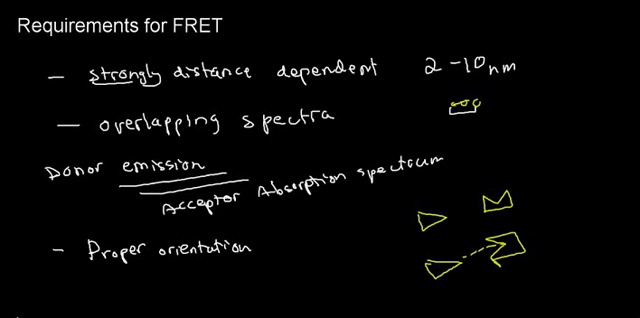 Requirements for FRET
- strongly distance dependent 2-10nm
- overlapping spectra
Donor emission
Acceptor Absorption spectrum
- Proper orientation